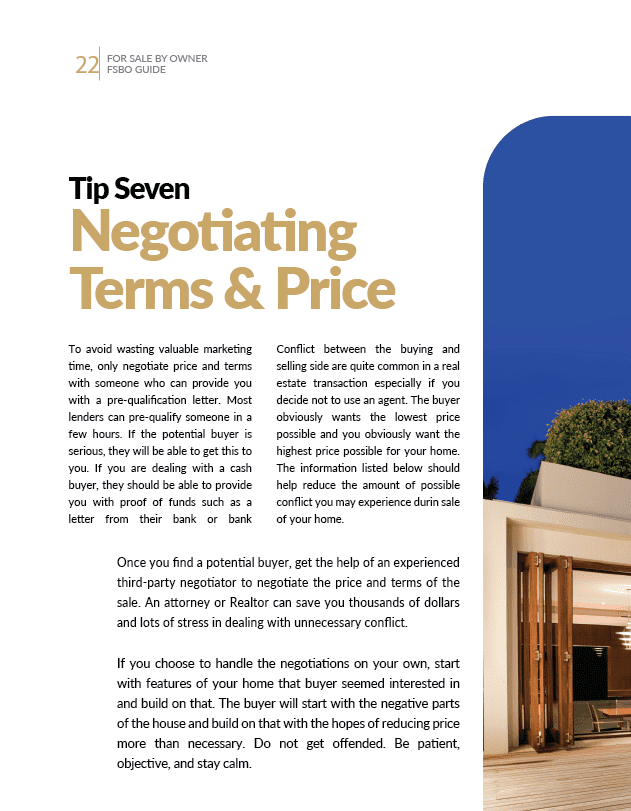 22
FOR SALE BY OWNER
FSBO GUIDE
Tip Seven
Negotiating
Terms & Price
To avoid wasting valuable marketing
time, only negotiate price and terms
with someone who can provide you
with a pre-qualification letter. Most
lenders can pre-qualify someone in a
few hours. If the potential buyer is
serious, they will be able to get this to
you. If you are dealing with a cash
buyer, they should be able to provide
you with proof of funds such as a
letter from their bank or bank
Conflict between the buying and
selling side are quite common in a real
estate transaction especially if you
decide not to use an agent. The buyer
obviously wants the lowest price
possible and you obviously want the
highest price possible for your home.
The information listed below should
help reduce the amount of possible
conflict you may experience durin sale
of your home.
Once you find a potential buyer, get the help of an experienced
third-party negotiator to negotiate the price and terms of the
sale. An attorney or Realtor can save you thousands of dollars
and lots of stress in dealing with unnecessary conflict.
If you choose to handle the negotiations on your own, start
with features of your home that buyer seemed interested in
and build on that. The buyer will start with the negative parts
of the house and build on that with the hopes of reducing price
more than necessary. Do not get offended. Be patient,
objective, and stay calm.